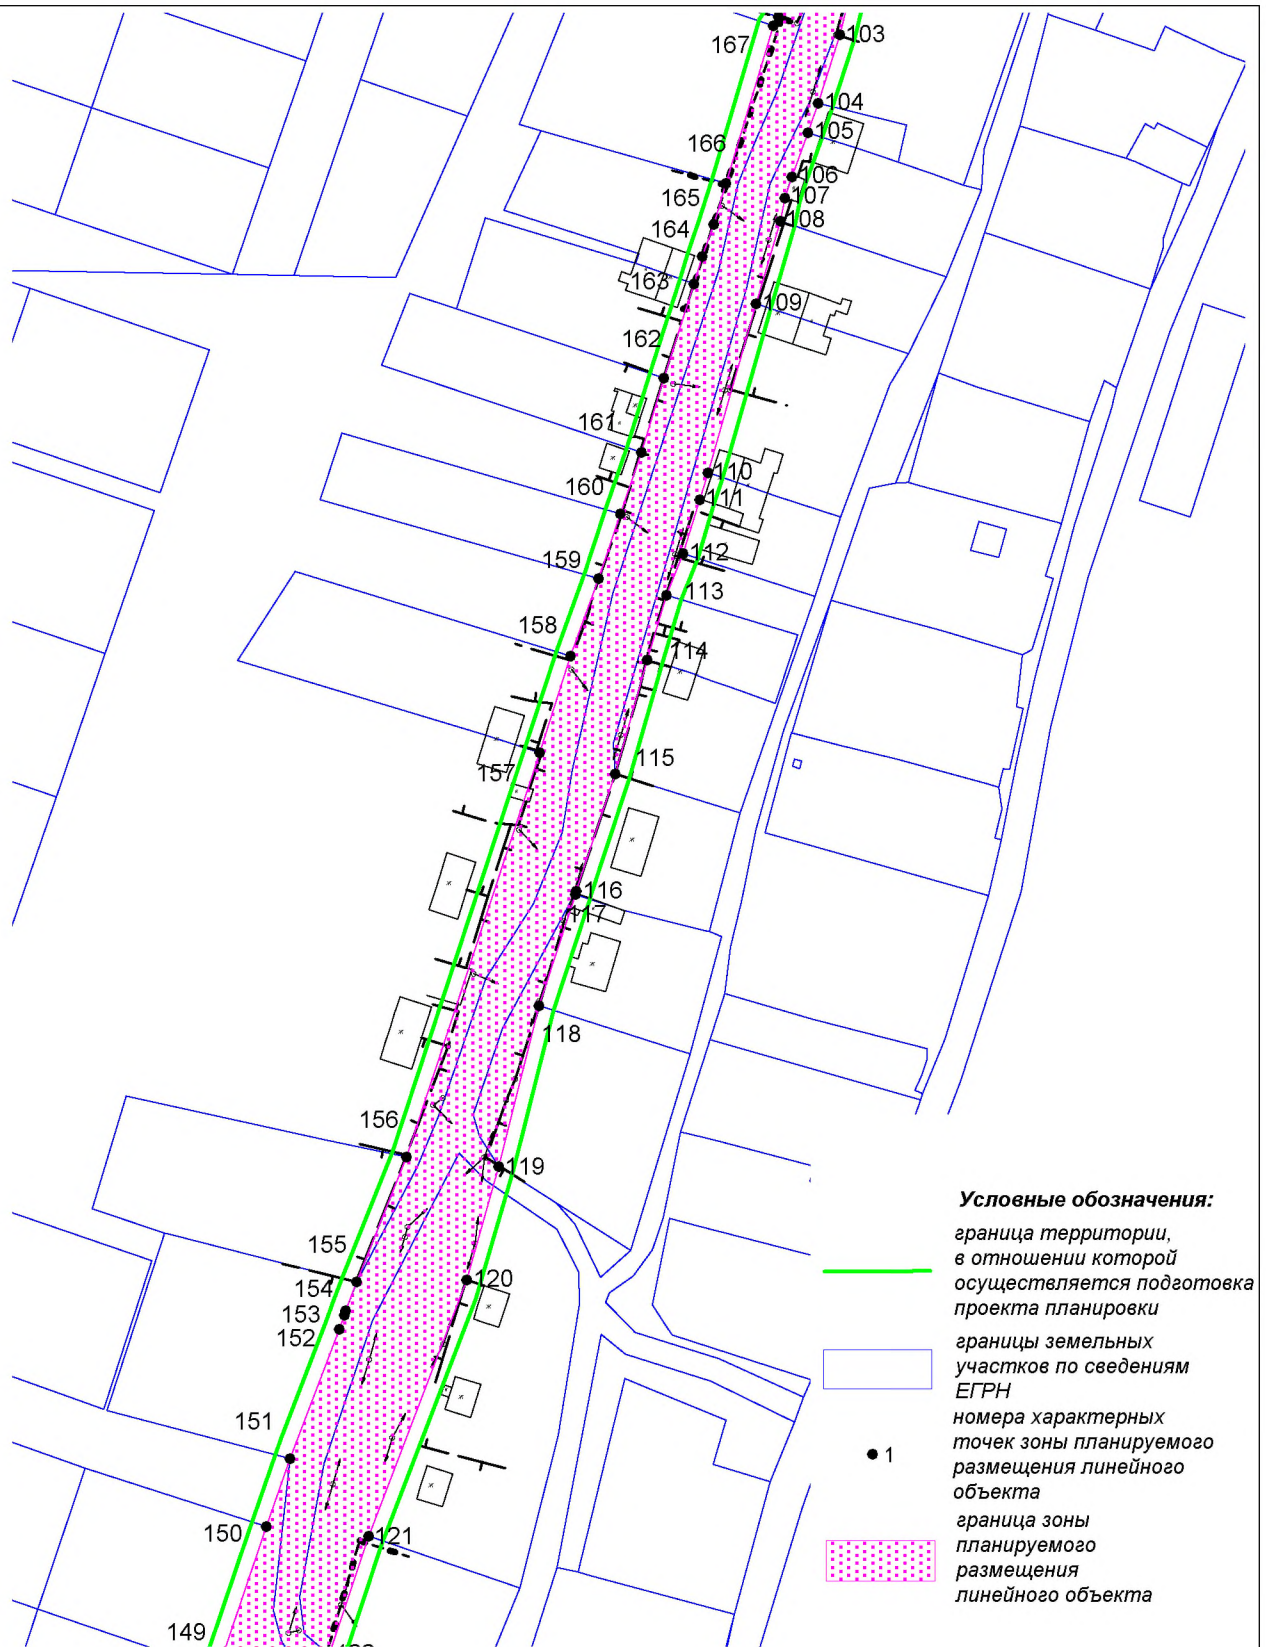 167
103
104
105
166
106
107
165
108
164
163
109
162
161
110
160
111
112
159
113
158
114
115
157
116
117
118
156
119
155
120
154
153
152
151
150
121
149
Условные обозначения:
граница территории,
в отношении которой
осуществляется подготовка
проекта планировки
границы земельных
участков по сведениям
ЕГРН
номера характерных
точек зоны планируемого
1
размещения линейного
объекта
граница зоны
планируемого
размещения
линейного объекта